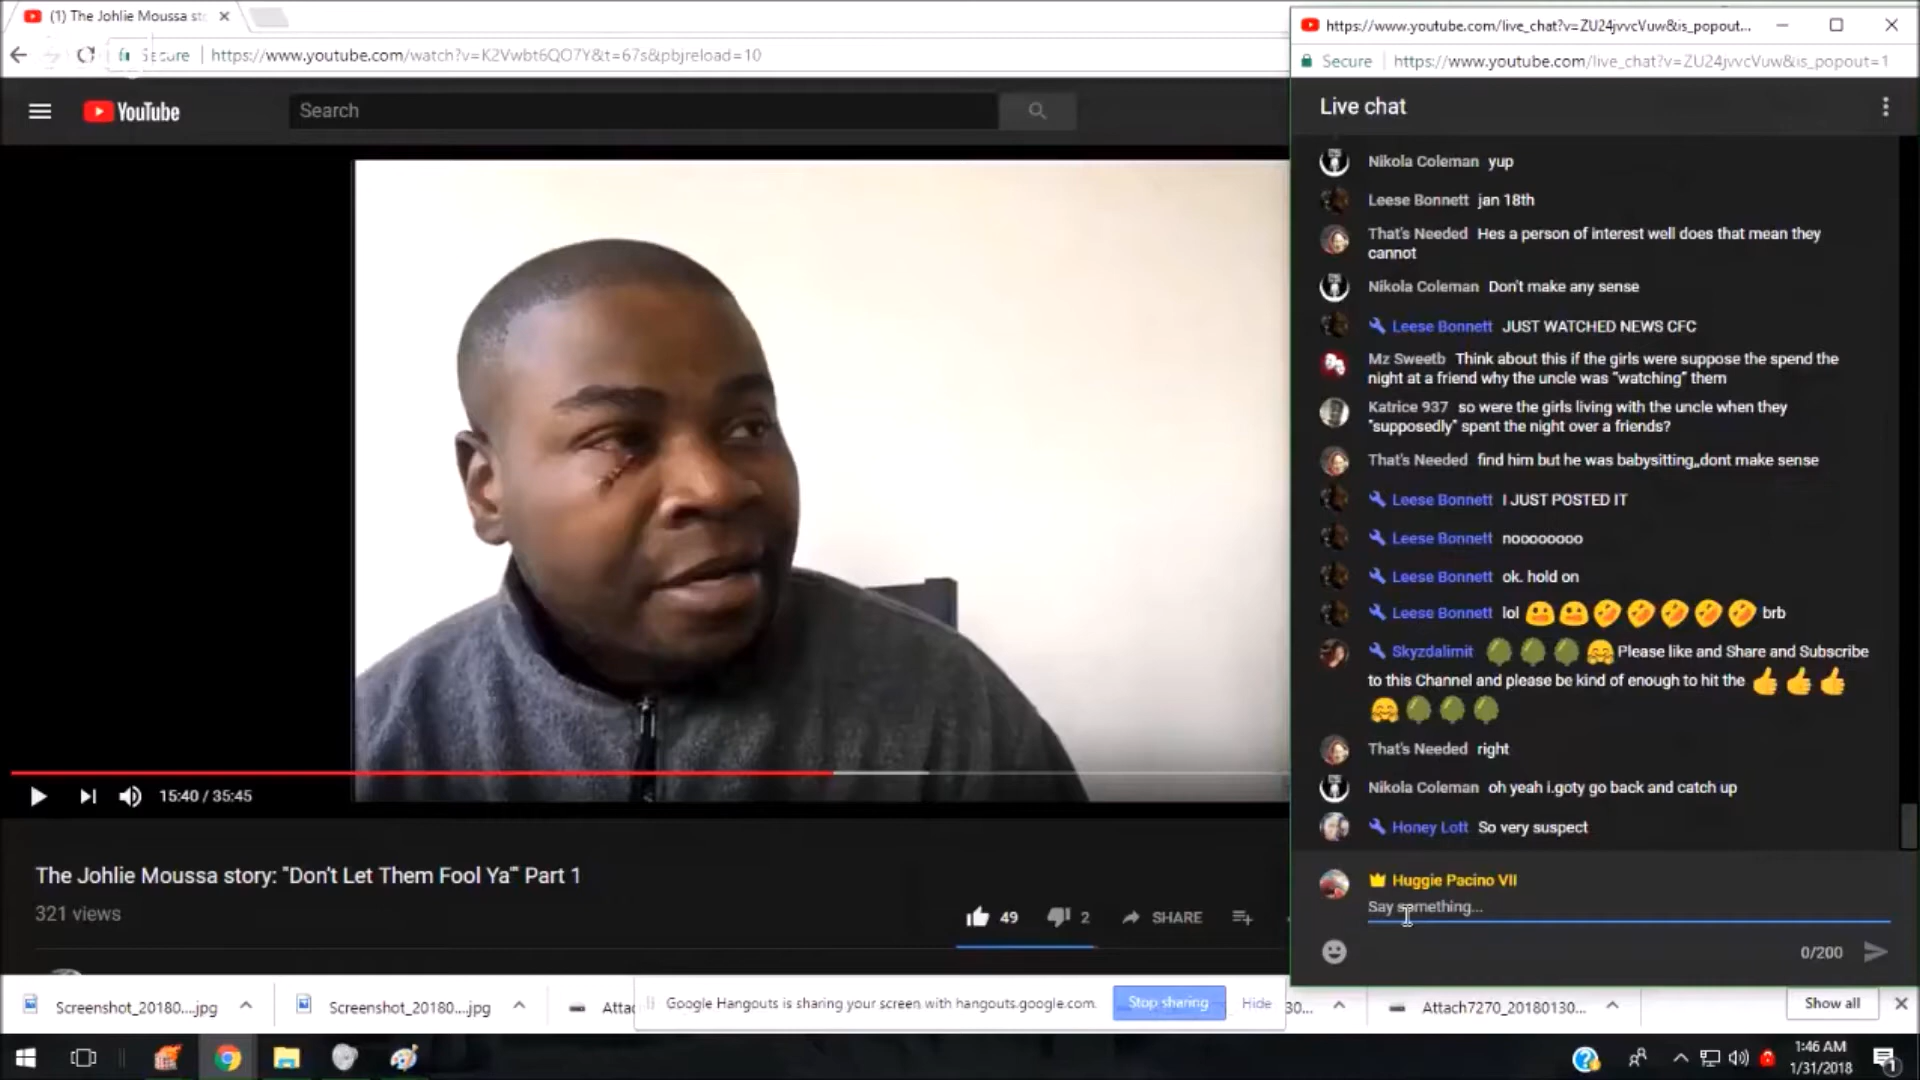 (1) The Johlie Moussa st
https://www.youtube.com/live_chat?v=ZU24jvvcVuw&is_popout...
Secure https://www.youtube.com/watch?v=K2Vwbt6QO7Y&t=67s&pbjreload=10
Secure https://www.youtube.com/live_chat?v=ZU24jvvcVuw&is_popout=1
YouTube
Search
Live chat
Nikola Coleman yup
Leese Bonnett jan 18th
That's Needed Hes a person of interest well does that mean they
cannot
Nikola Coleman Don't make any sense
Leese Bonnett JUST WATCHED NEWS CFC
Mz Sweetb Think about this if the girls were suppose the spend the
night at a friend why the uncle was "watching" them
Katrice 937 so were the girls living with the uncle when they
"supposedly" spent the night over a friends?
That's Needed find him but he was babysitting,,dont make sense
Leese Bonnett I JUST POSTED IT
Leese Bonnett nooooooooo
Leese Bonnett ok. hold on
Leese Bonnett lol brb
Skyzdalimit Please like and Share and Subscribe
to this Channel and please be kind of enough to hit the
That's Needed right
Nikola Coleman oh yeah i.goty go back and catch up
Honey Lott So very suspect
Huggie Pacino VII
Say something...
0/200
15:40 / 35:45
The Johlie Moussa story: "Don't Let Them Fool Ya'" Part 1
321 views
49 2 SHARE
Screenshot_20180....jpg
Screenshot_20180....jpg
Attac
Google Hangouts is sharing your screen with hangouts.google.com.
Stop sharing
Hide
30...
Attach7270_20180130...
Show all
1:46 AM
1/31/2018
1